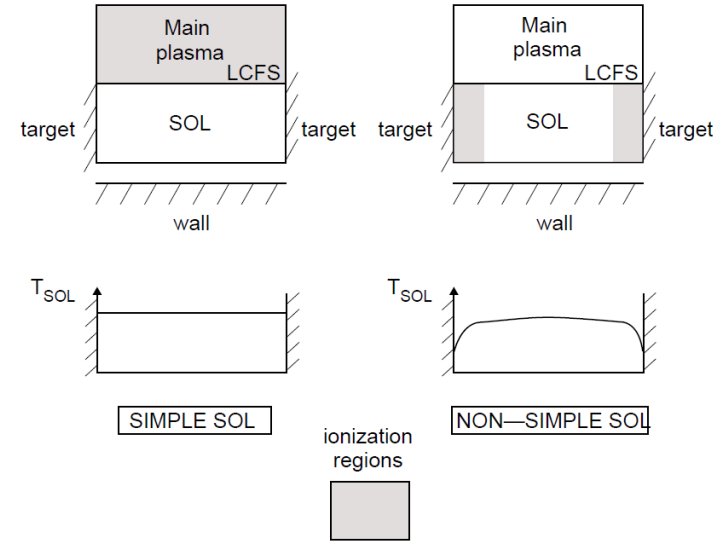 Main
plasma
LCFS
target
SOL
target
wall
Main
plasma
LCFS
target
SOL
target
wall
TSOL
SIMPLE SOL
TSOL
NON—SIMPLE SOL
ionization
regions